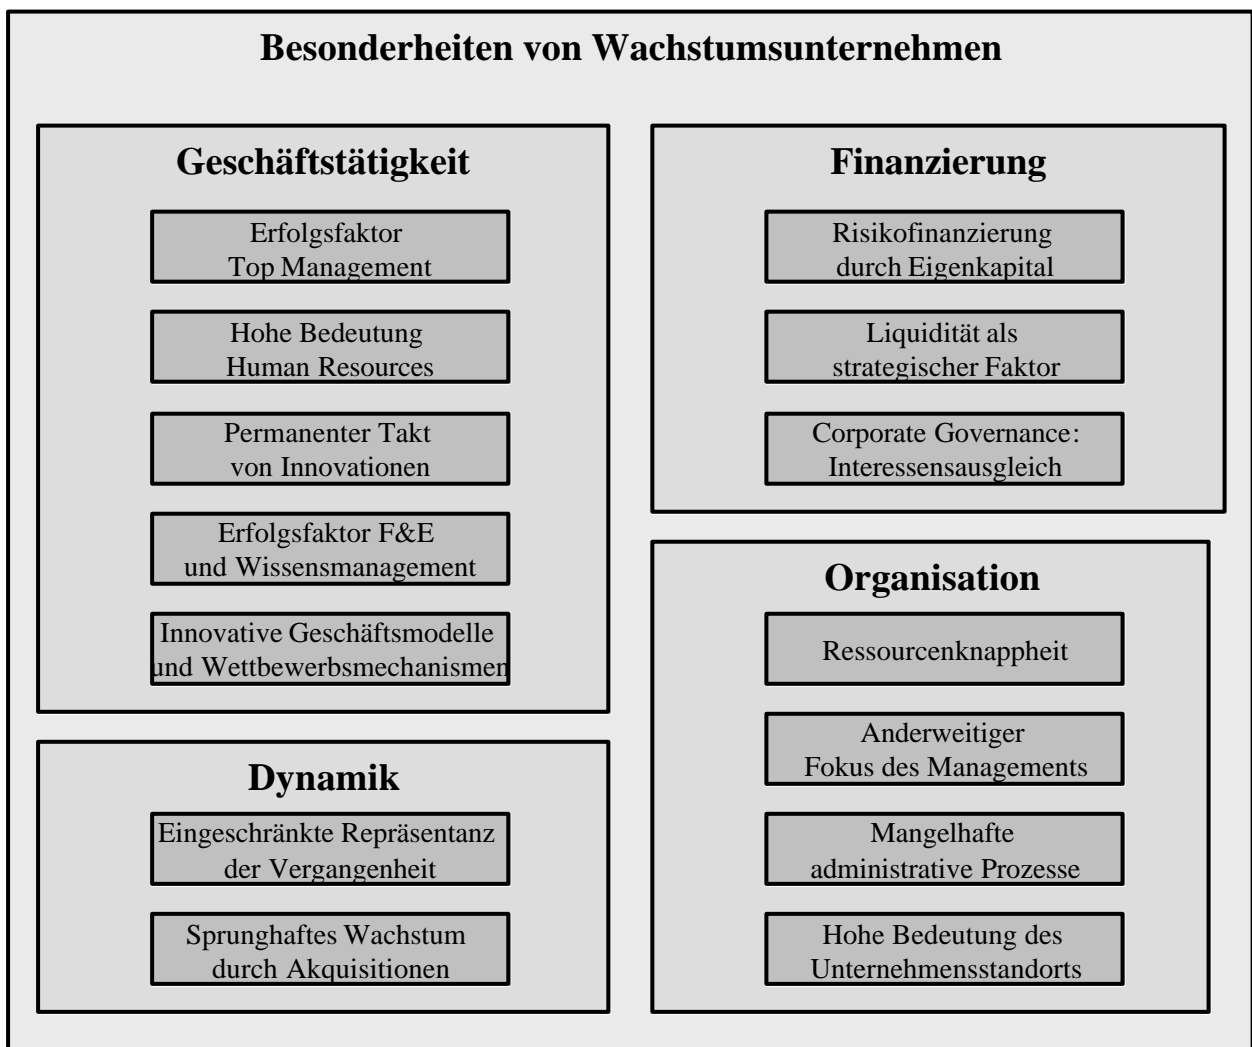 Besonderheiten von Wachstumsunternehmen
Geschäftstätigkeit
Erfolgsfaktor
Top Management
Hohe Bedeutung
Human Resources
Permanenter Takt
von Innovationen
Erfolgsfaktor F&E
und Wissensmanagement
Innovative Geschäftsmodelle
und Wettbewerbsmechanismen
Dynamik
Eingeschränkte Repräsentanz
der Vergangenheit
Sprunghaftes Wachstum
durch Akquisitionen
Finanzierung
Risikofinanzierung
durch Eigenkapital
Liquidität als
strategischer Faktor
Corporate Governance:
Interessensausgleich
Organisation
Ressourcenknappheit
Anderweitiger
Fokus des Managements
Mangelhafte
administrative Prozesse
Hohe Bedeutung des
Unternehmensstandorts